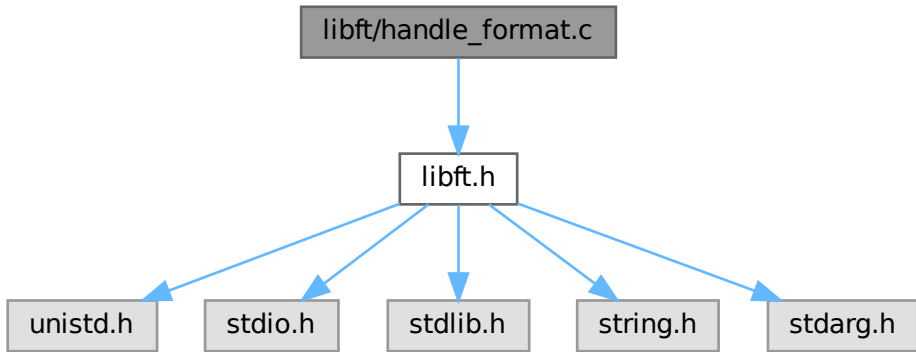 libft/handle_format.c
libft.h
unistd.h
stdio.h
stdlib.h
string.h
stdarg.h